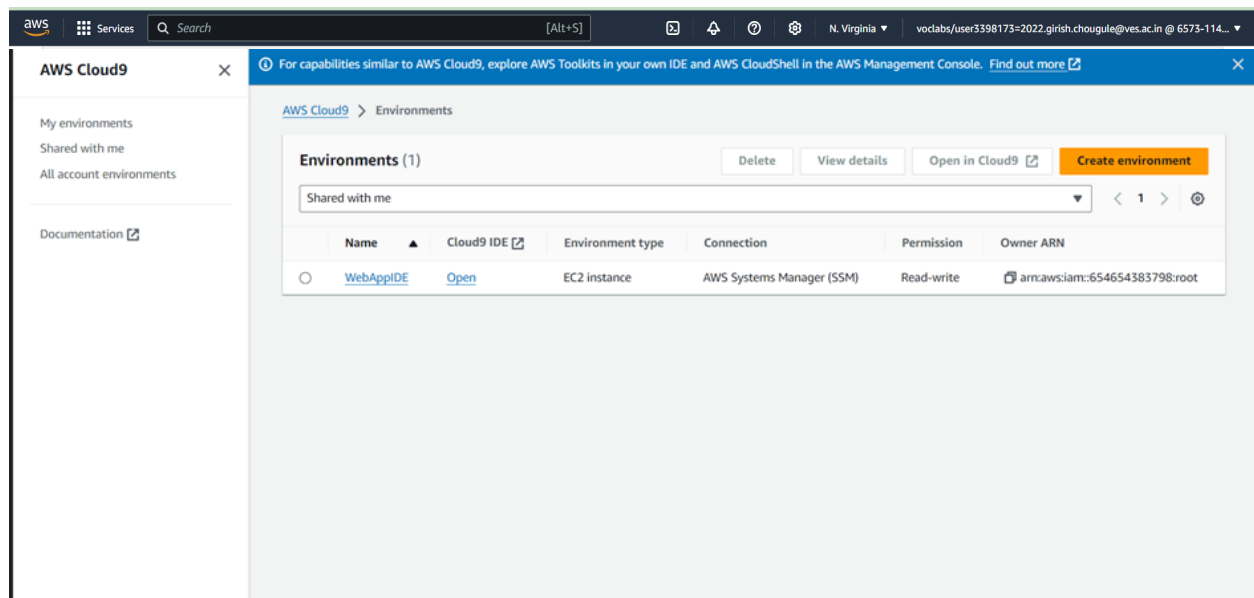 aws Services Search [Alt+S] N. Virginia voclabs/user3398173=2022.girish.chougule@ves.ac.in @ 6573-114...
AWS Cloud9
My environments
Shared with me
All account environments
Documentation
For capabilities similar to AWS Cloud9, explore AWS Toolkits in your own IDE and AWS CloudShell in the AWS Management Console. Find out more
AWS Cloud9 > Environments
Environments (1) Delete View details Open in Cloud9 Create environment
Shared with me < 1 >
Name Cloud9 IDE Environment type Connection Permission Owner ARN
WebAppIDE Open EC2 instance AWS Systems Manager (SSM) Read-write arn:aws:iam::654654383798:root